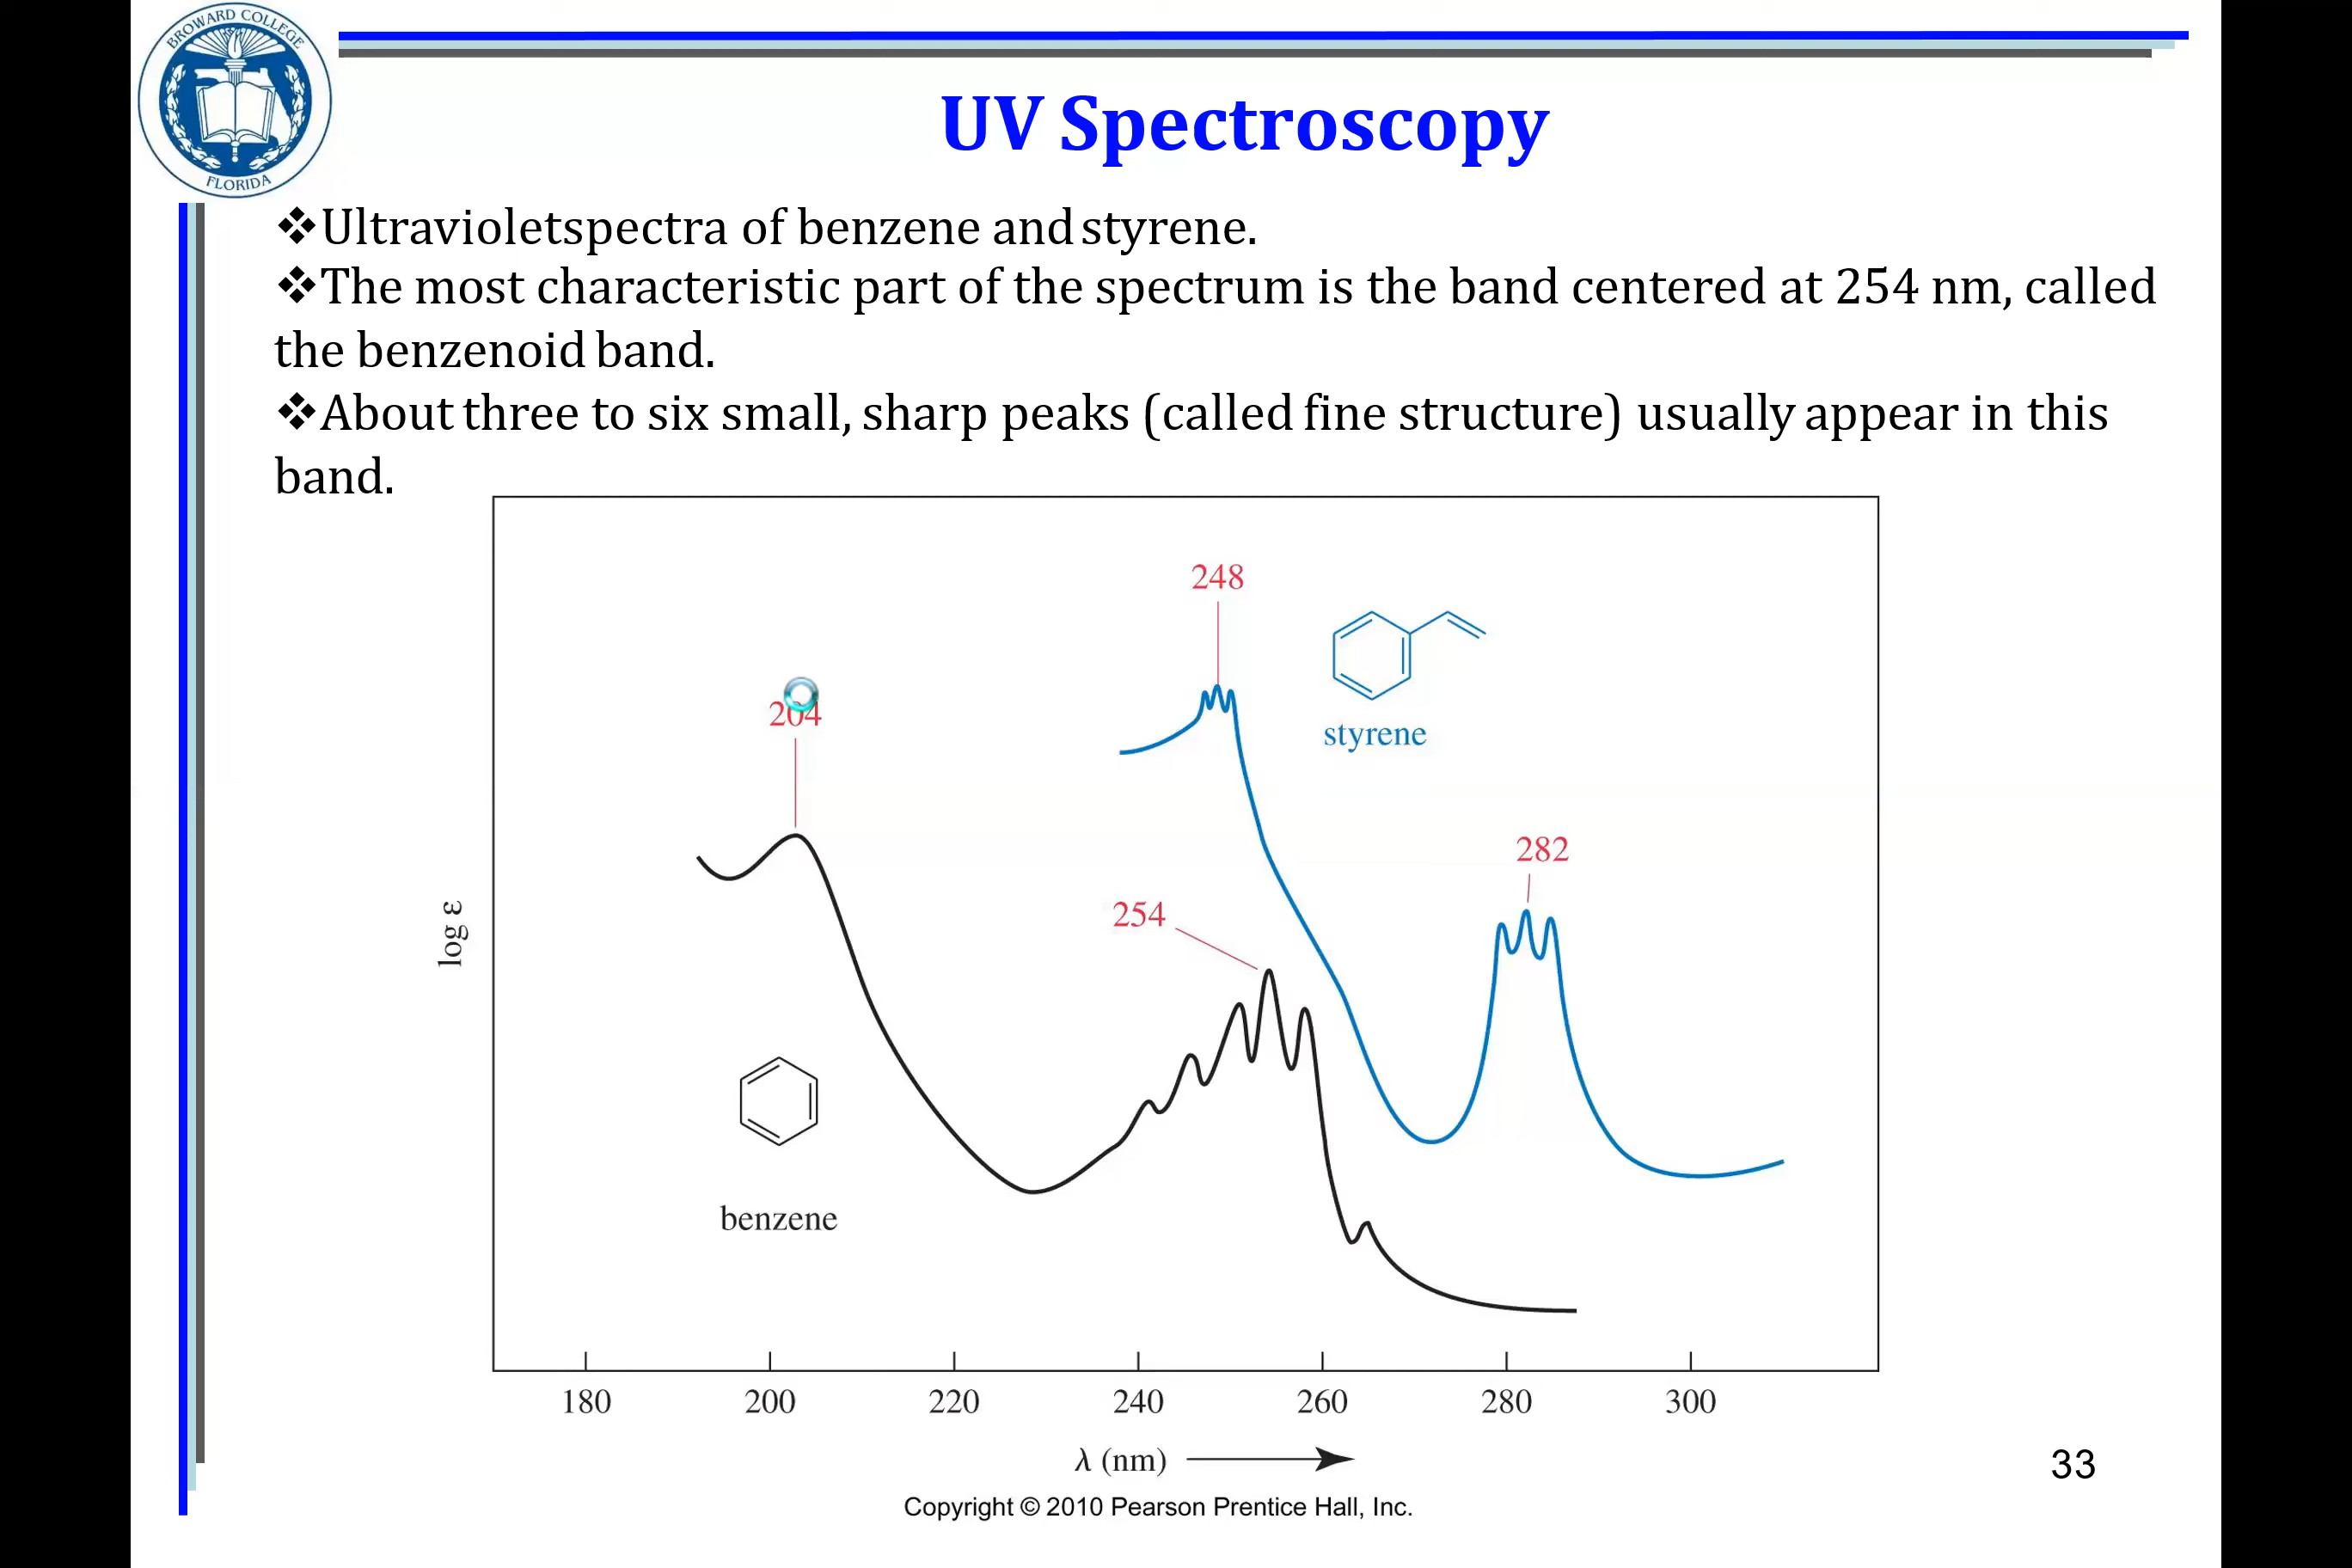 BROWARD COLLEGE
FLORIDA
UV Spectroscopy
❖Ultravioletspectra of benzene and styrene.
❖The most characteristic part of the spectrum is the band centered at 254 nm, called
the benzenoid band.
❖About three to six small, sharp peaks (called fine structure) usually appear in this
band.
248
204
styrene
282
254
log ε
benzene
180 200 220 240 260 280 300
λ (nm)
33
Copyright © 2010 Pearson Prentice Hall, Inc.